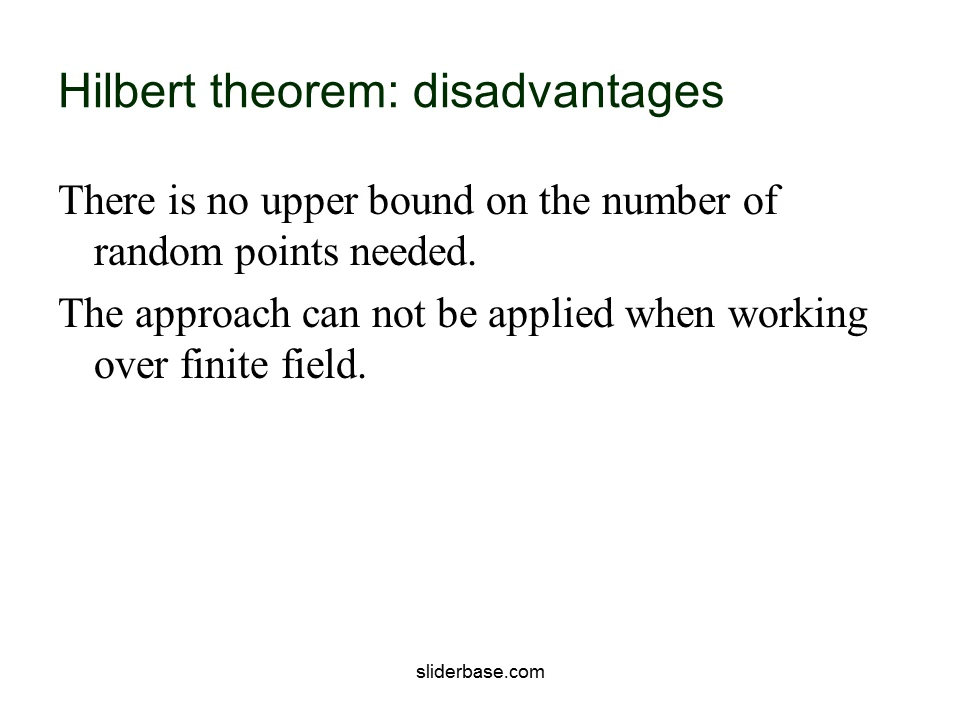 Hilbert theorem: disadvantages
There is no upper bound on the number of
random points needed.
The approach can not be applied when working
over finite field.
sliderbase.com